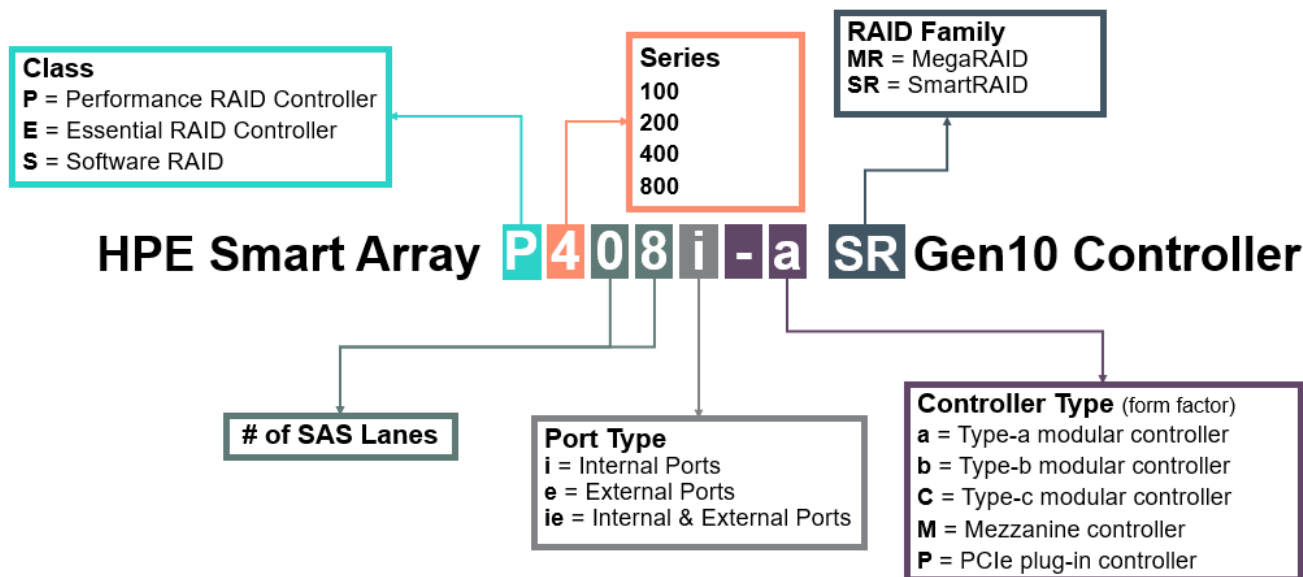 Class
P = Performance RAID Controller
E = Essential RAID Controller
S = Software RAID
Series
100
200
400
800
RAID Family
MR = MegaRAID
SR = SmartRAID
HPE Smart Array P408i-a SR Gen10 Controller
# of SAS Lanes
Port Type
i = Internal Ports
e = External Ports
ie = Internal & External Ports
Controller Type (form factor)
a = Type-a modular controller
b = Type-b modular controller
C = Type-c modular controller
M = Mezzanine controller
P = PCIe plug-in controller